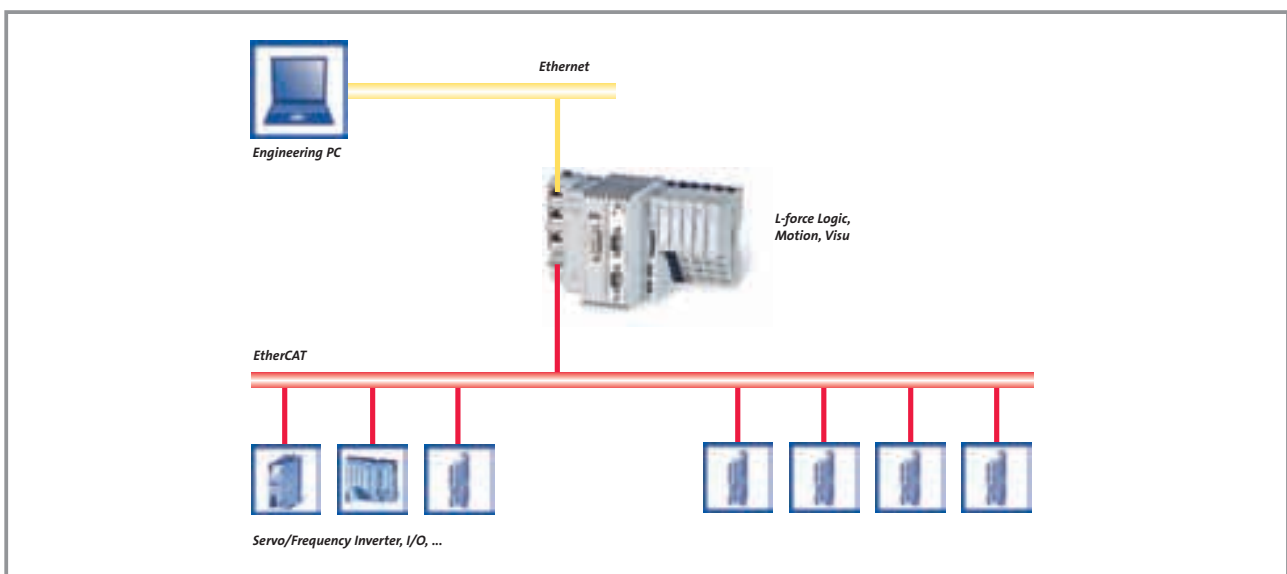 Ethernet
Engineering PC
L-force Logic,
Motion, Visu
EtherCAT
Servo/Frequency Inverter, I/O, ...